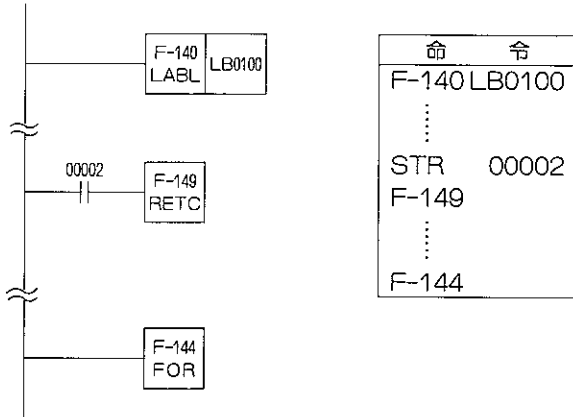 F-140
LABL
LB0100
00002
F-149
RETC
F-144
FOR
命 令
F-140 LB0100
STR 00002
F-149
F-144